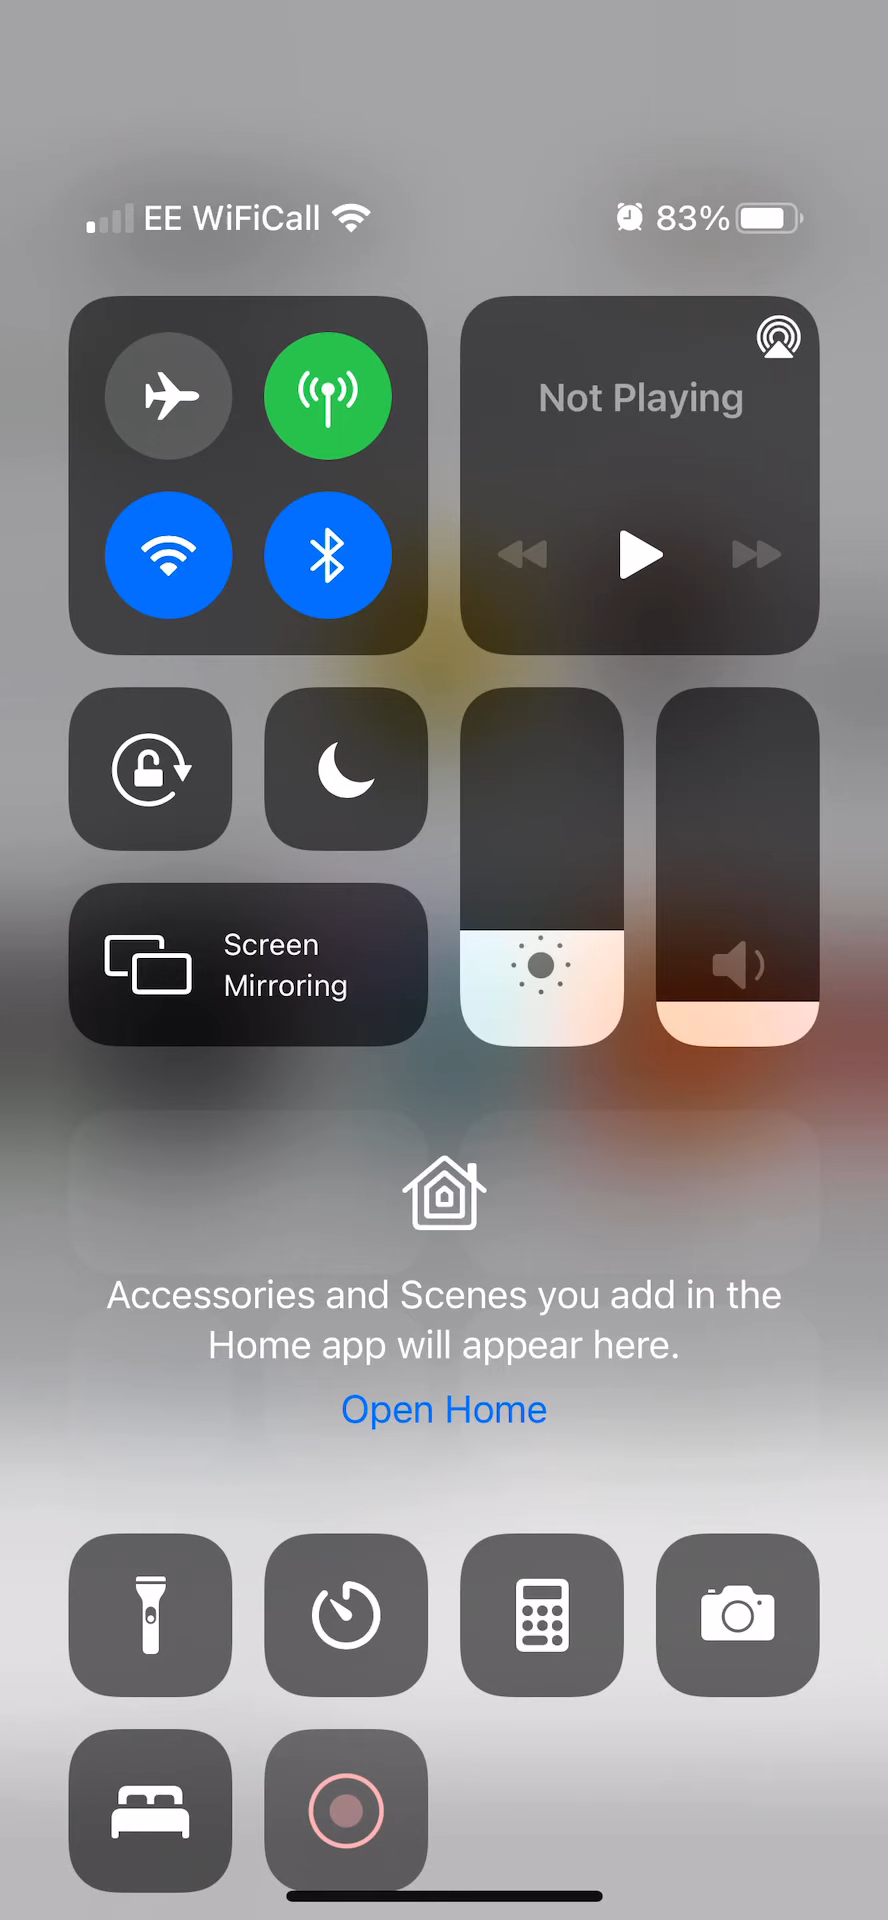 EE WiFiCall 83%
Not Playing
Screen
Mirroring
Accessories and Scenes you add in the
Home app will appear here.
Open Home